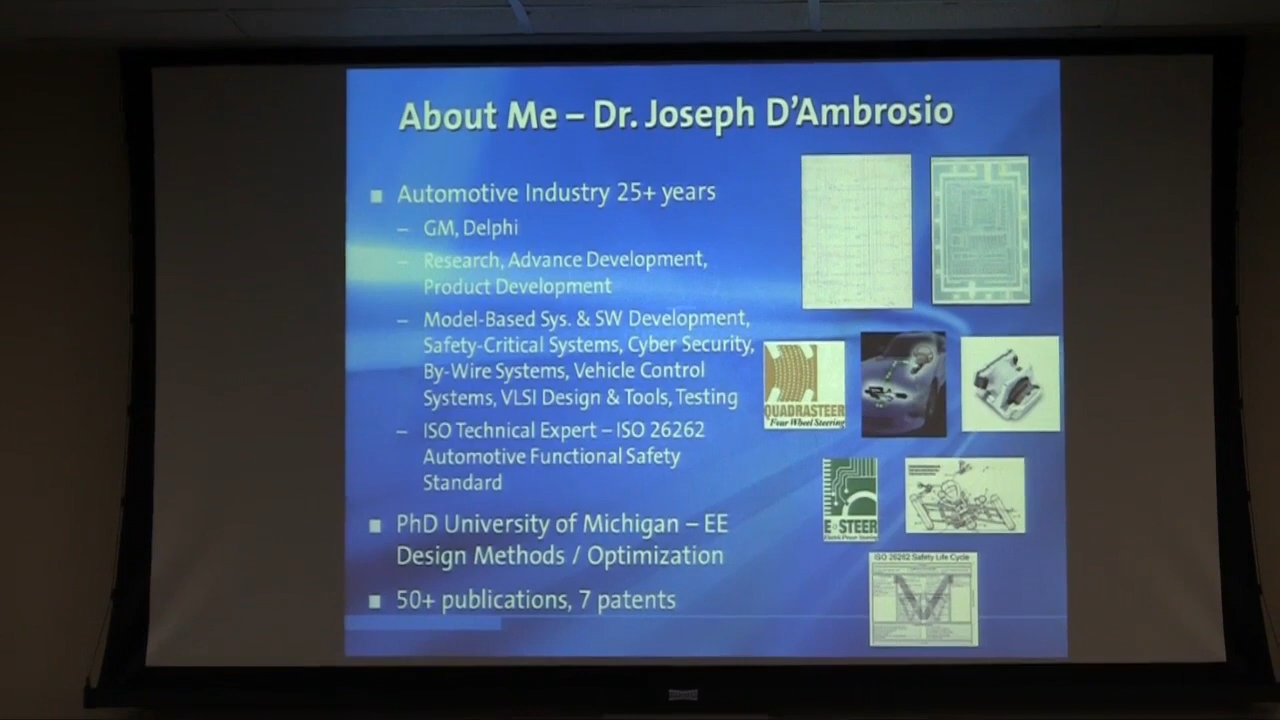 About Me – Dr. Joseph D'Ambrosio
■ Automotive Industry 25+ years
– GM, Delphi
– Research, Advance Development,
Product Development
– Model-Based Sys. & SW Development,
Safety-Critical Systems, Cyber Security,
By-Wire Systems, Vehicle Control
Systems, VLSI Design & Tools, Testing
– ISO Technical Expert – ISO 26262
Automotive Functional Safety
Standard
■ PhD University of Michigan – EE
Design Methods / Optimization
■ 50+ publications, 7 patents
QUADRASTEER
Four Wheel Steering
E STEER
Electric Power Steering
ISO 26262 Safety Life Cycle